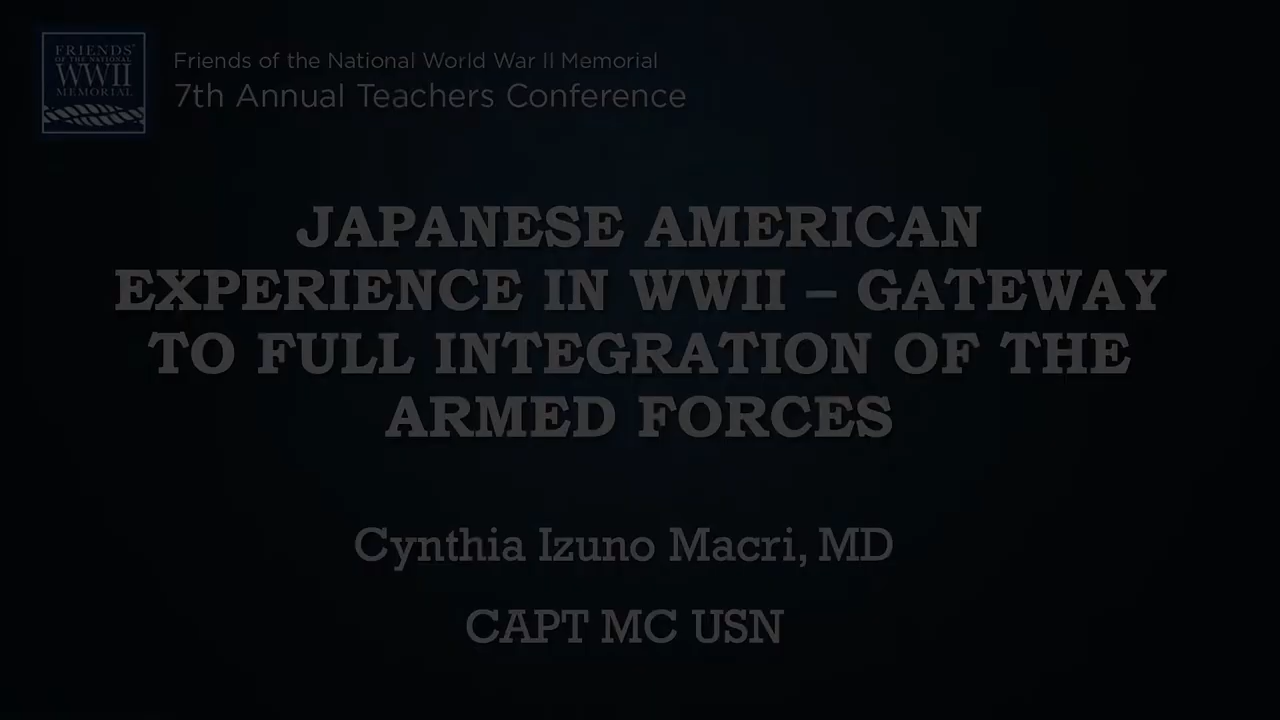 FRIENDS
OF THE NATIONAL
WWII
MEMORIAL
Friends of the National World War II Memorial
7th Annual Teachers Conference
JAPANESE AMERICAN
EXPERIENCE IN WWII – GATEWAY
TO FULL INTEGRATION OF THE
ARMED FORCES
Cynthia Izuno Macri, MD
CAPT MC USN